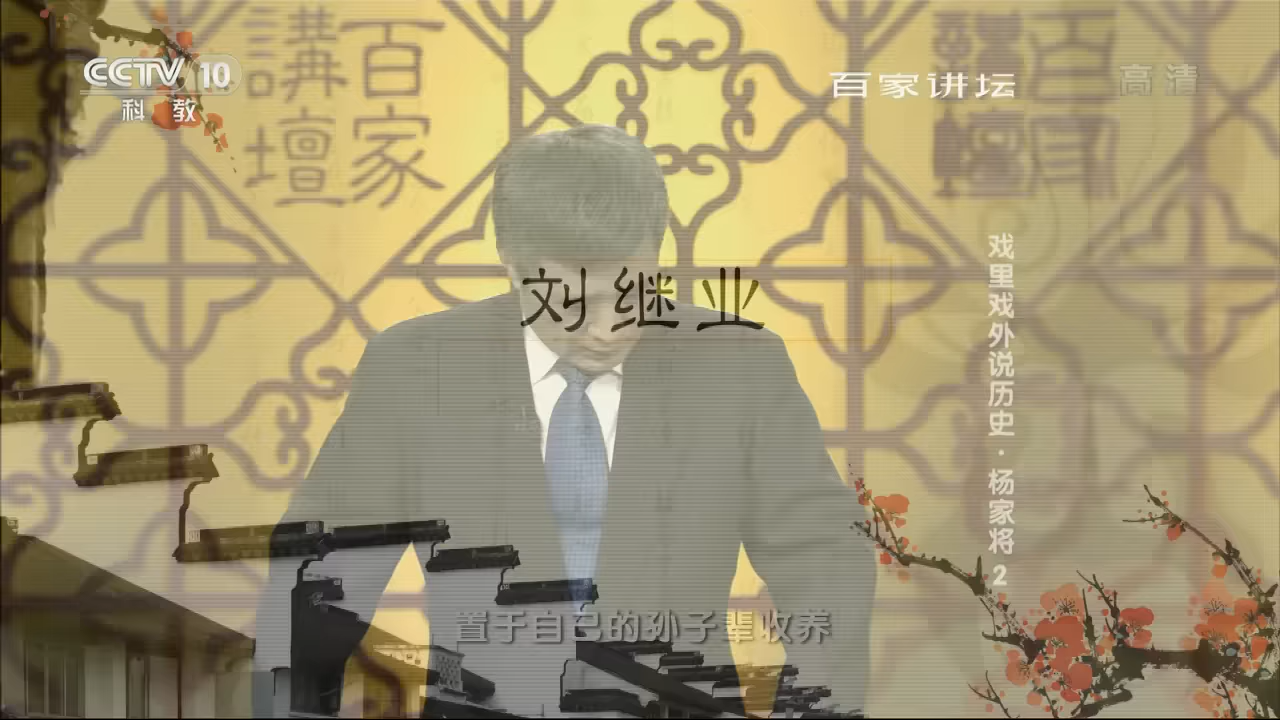 CCTV 10
科教
百家讲坛
高清
百家
講壇
刘继业
戏里戏外说历史·杨家将 2
置于自己的孙子辈收养